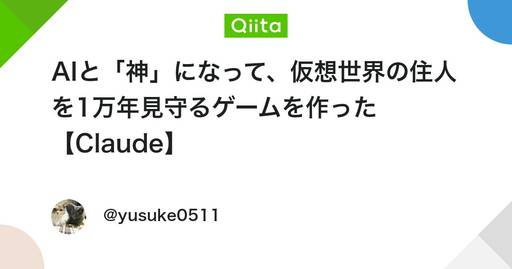 Qiita
AIと「神」になって、仮想世界の住人
を1万年見守るゲームを作った
【Claude】
@yusuke0511